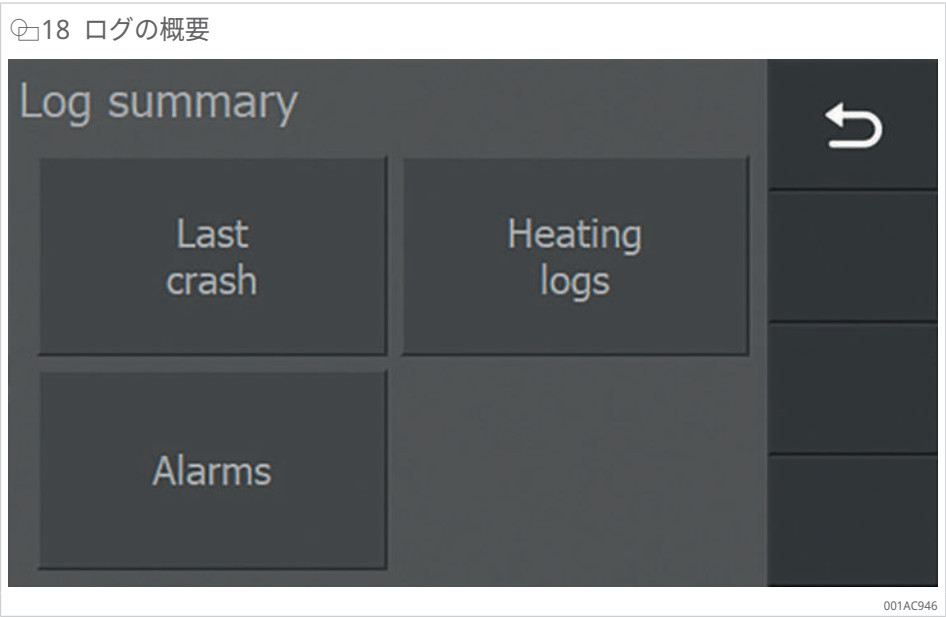 18 ログの概要
Log summary
Last
crash
Heating
logs
Alarms
001AC946